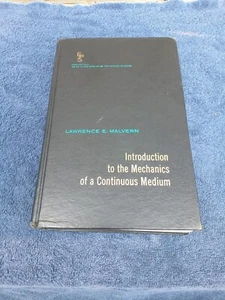 LAWRENCE E. MALVERN
Introduction
to the Mechanics
of a Continuous Medium